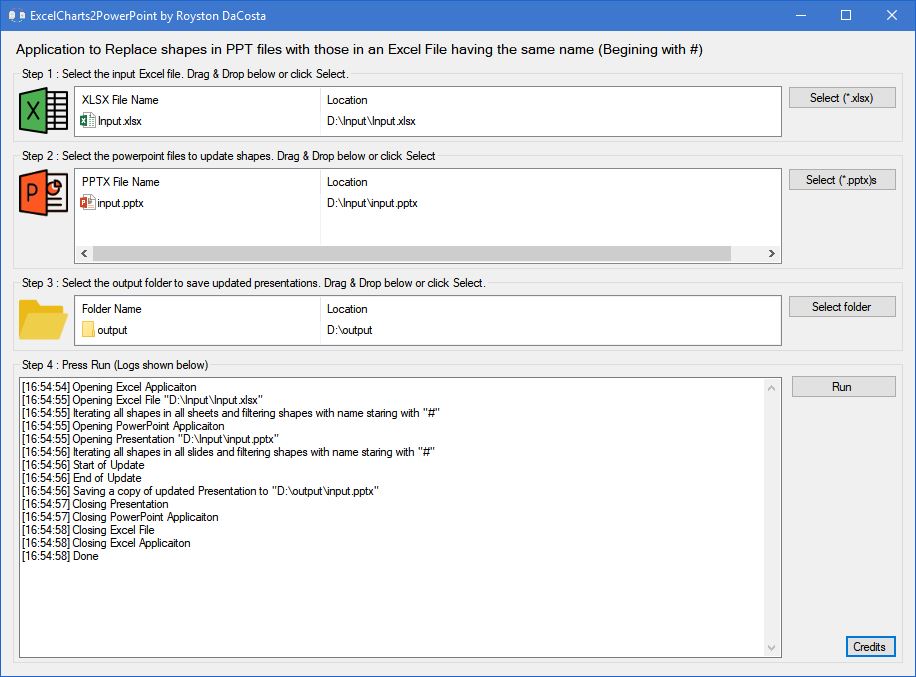 ExcelCharts2PowerPoint by Royston DaCosta
Application to Replace shapes in PPT files with those in an Excel File having the same name (Begining with #)
Step 1 : Select the input Excel file. Drag & Drop below or click Select.
XLSX File Name Location
Input.xlsx D:\Input\Input.xlsx
Select (*.xlsx)
Step 2 : Select the powerpoint files to update shapes. Drag & Drop below or click Select
PPTX File Name Location
input.pptx D:\Input\input.pptx
Select (*.pptx)s
Step 3 : Select the output folder to save updated presentations. Drag & Drop below or click Select.
Folder Name Location
output D:\output
Select folder
Step 4 : Press Run (Logs shown below)
[16:54:54] Opening Excel Applicaiton
[16:54:55] Opening Excel File "D:\Input\Input.xlsx"
[16:54:55] Iterating all shapes in all sheets and filtering shapes with name staring with "#"
[16:54:55] Opening PowerPoint Applicaiton
[16:54:55] Opening Presentation "D:\Input\input.pptx"
[16:54:56] Iterating all shapes in all slides and filtering shapes with name staring with "#"
[16:54:56] Start of Update
[16:54:56] End of Update
[16:54:56] Saving a copy of updated Presentation to "D:\output\input.pptx"
[16:54:57] Closing Presentation
[16:54:57] Closing PowerPoint Applicaiton
[16:54:58] Closing Excel File
[16:54:58] Closing Excel Applicaiton
[16:54:58] Done
Run
Credits